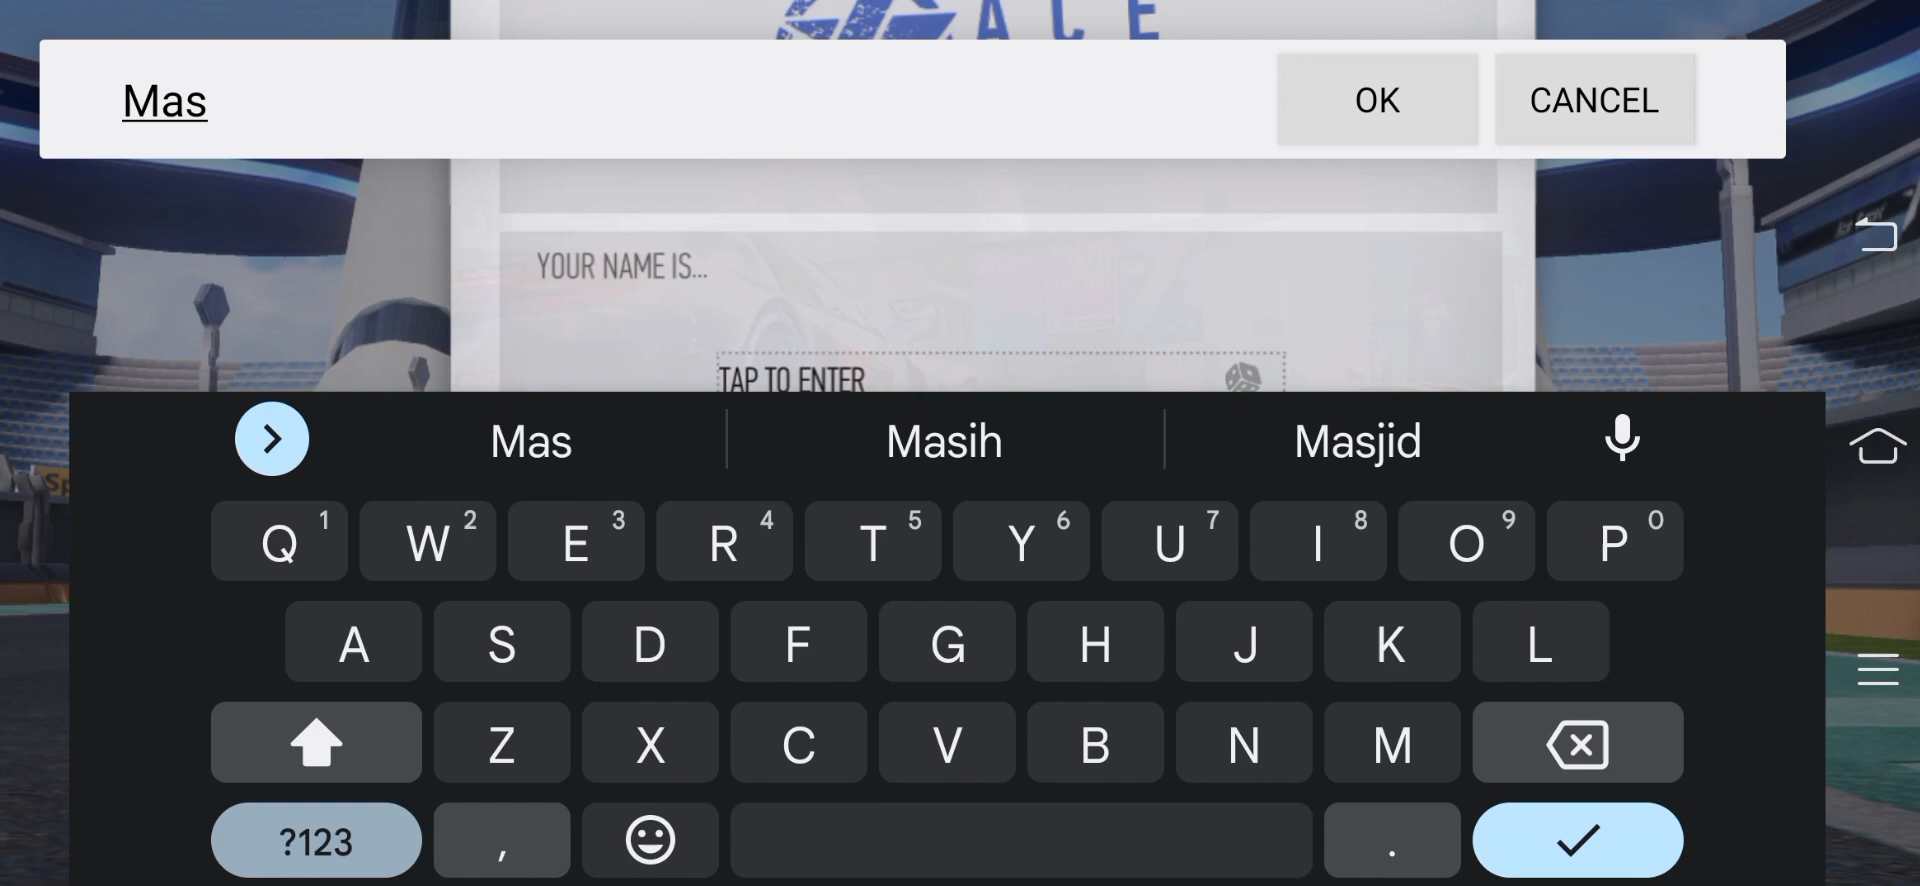 ACE
Mas
OK
CANCEL
YOUR NAME IS...
TAP TO ENTER
Mas
Masih
Masjid
Q 1 W 2 E 3 R 4 T 5 Y 6 U 7 I 8 O 9 P 0
A S D F G H J K L
Z X C V B N M
?123 , .